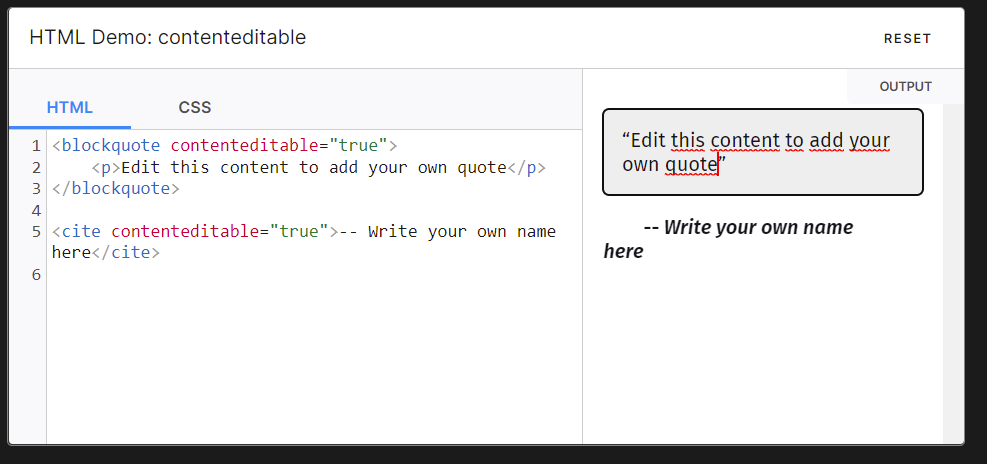 HTML Demo: contenteditable
RESET
HTML
CSS
1 <blockquote contenteditable="true">
2     <p>Edit this content to add your own quote</p>
3 </blockquote>
4
5 <cite contenteditable="true">-- Write your own name
here</cite>
6
OUTPUT
“Edit this content to add your
own quote”
-- Write your own name
here